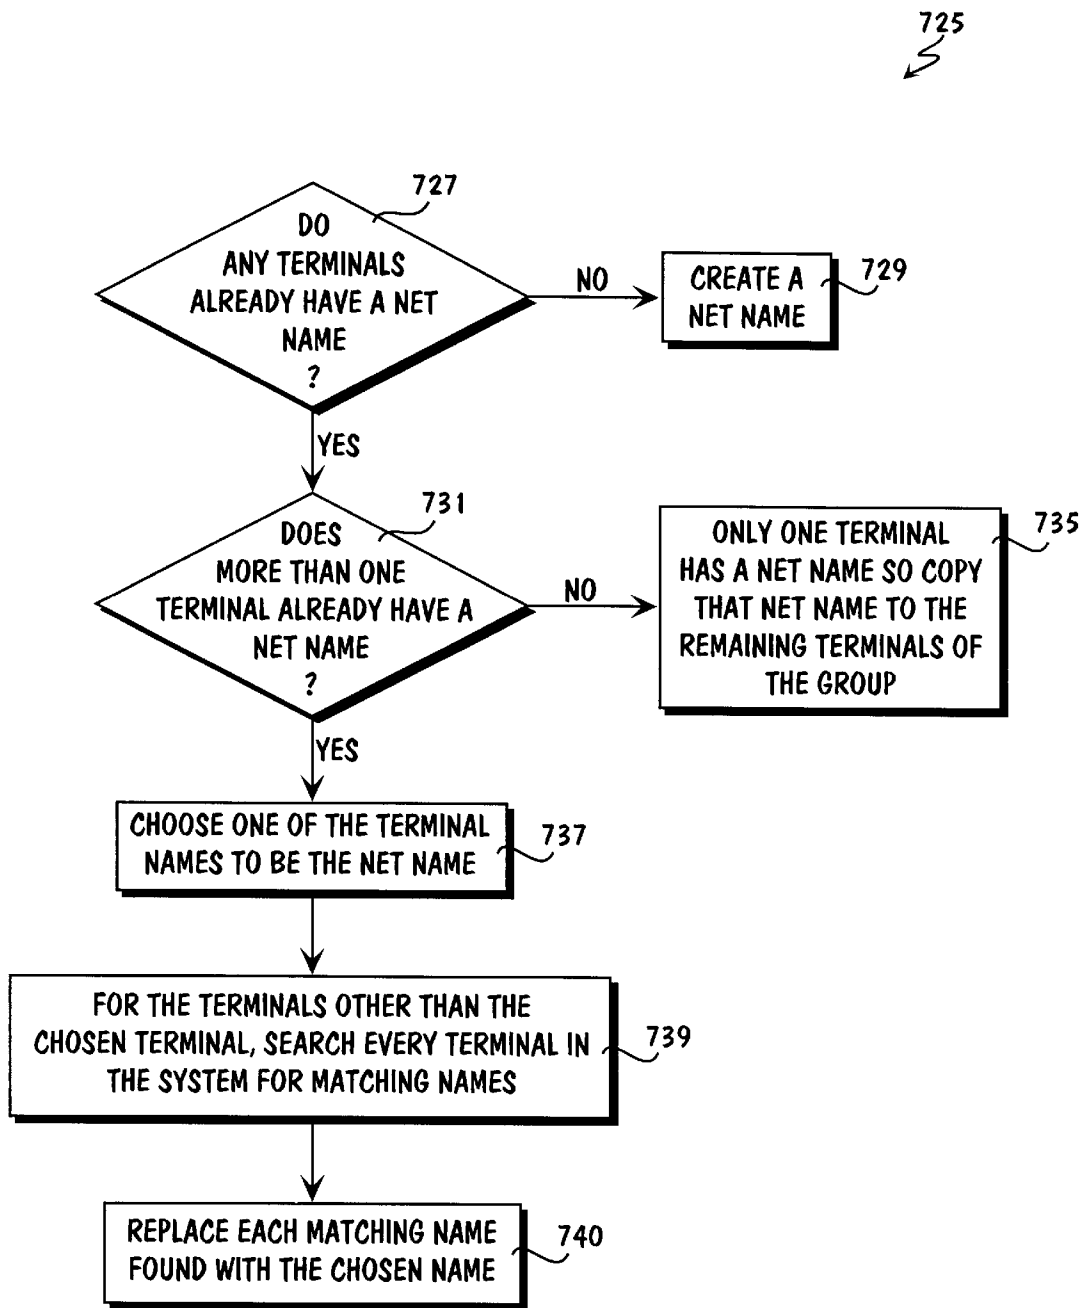 725
727
DO
ANY TERMINALS
ALREADY HAVE A NET
NAME
?
NO
CREATE A
NET NAME
729
YES
731
DOES
MORE THAN ONE
TERMINAL ALREADY HAVE A
NET NAME
?
NO
ONLY ONE TERMINAL
HAS A NET NAME SO COPY
THAT NET NAME TO THE
REMAINING TERMINALS OF
THE GROUP
735
YES
CHOOSE ONE OF THE TERMINAL
NAMES TO BE THE NET NAME
737
FOR THE TERMINALS OTHER THAN THE
CHOSEN TERMINAL, SEARCH EVERY TERMINAL IN
THE SYSTEM FOR MATCHING NAMES
739
REPLACE EACH MATCHING NAME
FOUND WITH THE CHOSEN NAME
740